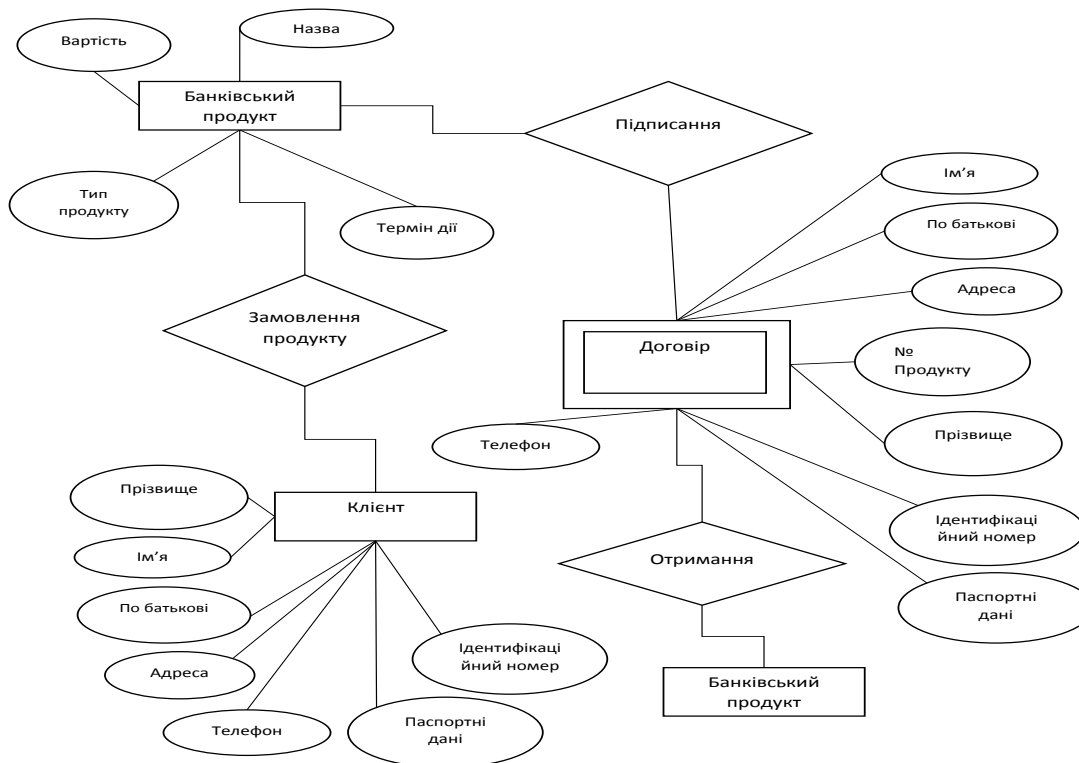 Вартість
Назва
Банківський
продукт
Підписання
Тип
продукту
Термін дії
Ім’я
По батькові
Адреса
Замовлення
продукту
Договір
№
Продукту
Прізвище
Телефон
Прізвище
Клієнт
Ім’я
Ідентифікаці
йний номер
Отримання
По батькові
Паспортні
дані
Ідентифікаці
йний номер
Адреса
Банківський
продукт
Телефон
Паспортні
дані